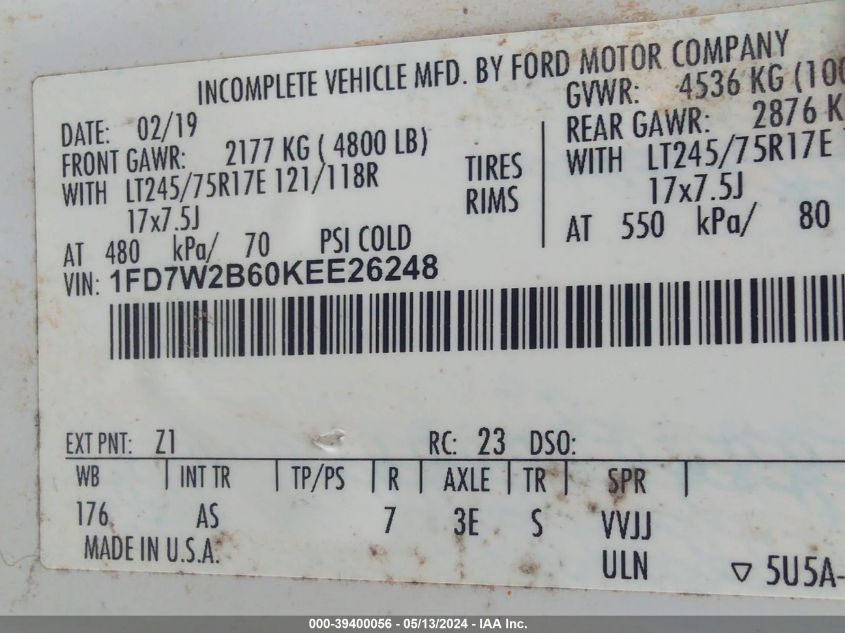 INCOMPLETE VEHICLE MFD. BY FORD MOTOR COMPANY
DATE: 02/19 GVWR: 4536 KG (100
FRONT GAWR: 2177 KG ( 4800 LB) REAR GAWR: 2876 K
WITH LT245/75R17E 121/118R TIRES WITH LT245/75R17E
17x7.5J RIMS 17x7.5J
AT 480 kPa/ 70 PSI COLD AT 550 kPa/ 80
VIN: 1FD7W2B60KEE26248
EXT PNT: Z1 RC: 23 DSO:
WB | INT TR | TP/PS | R | AXLE | TR | SPR |
176 AS 7 3E S VVJJ
MADE IN U.S.A. ULN ▽ 5U5A-
000-39400056 - 05/13/2024 - IAA Inc.